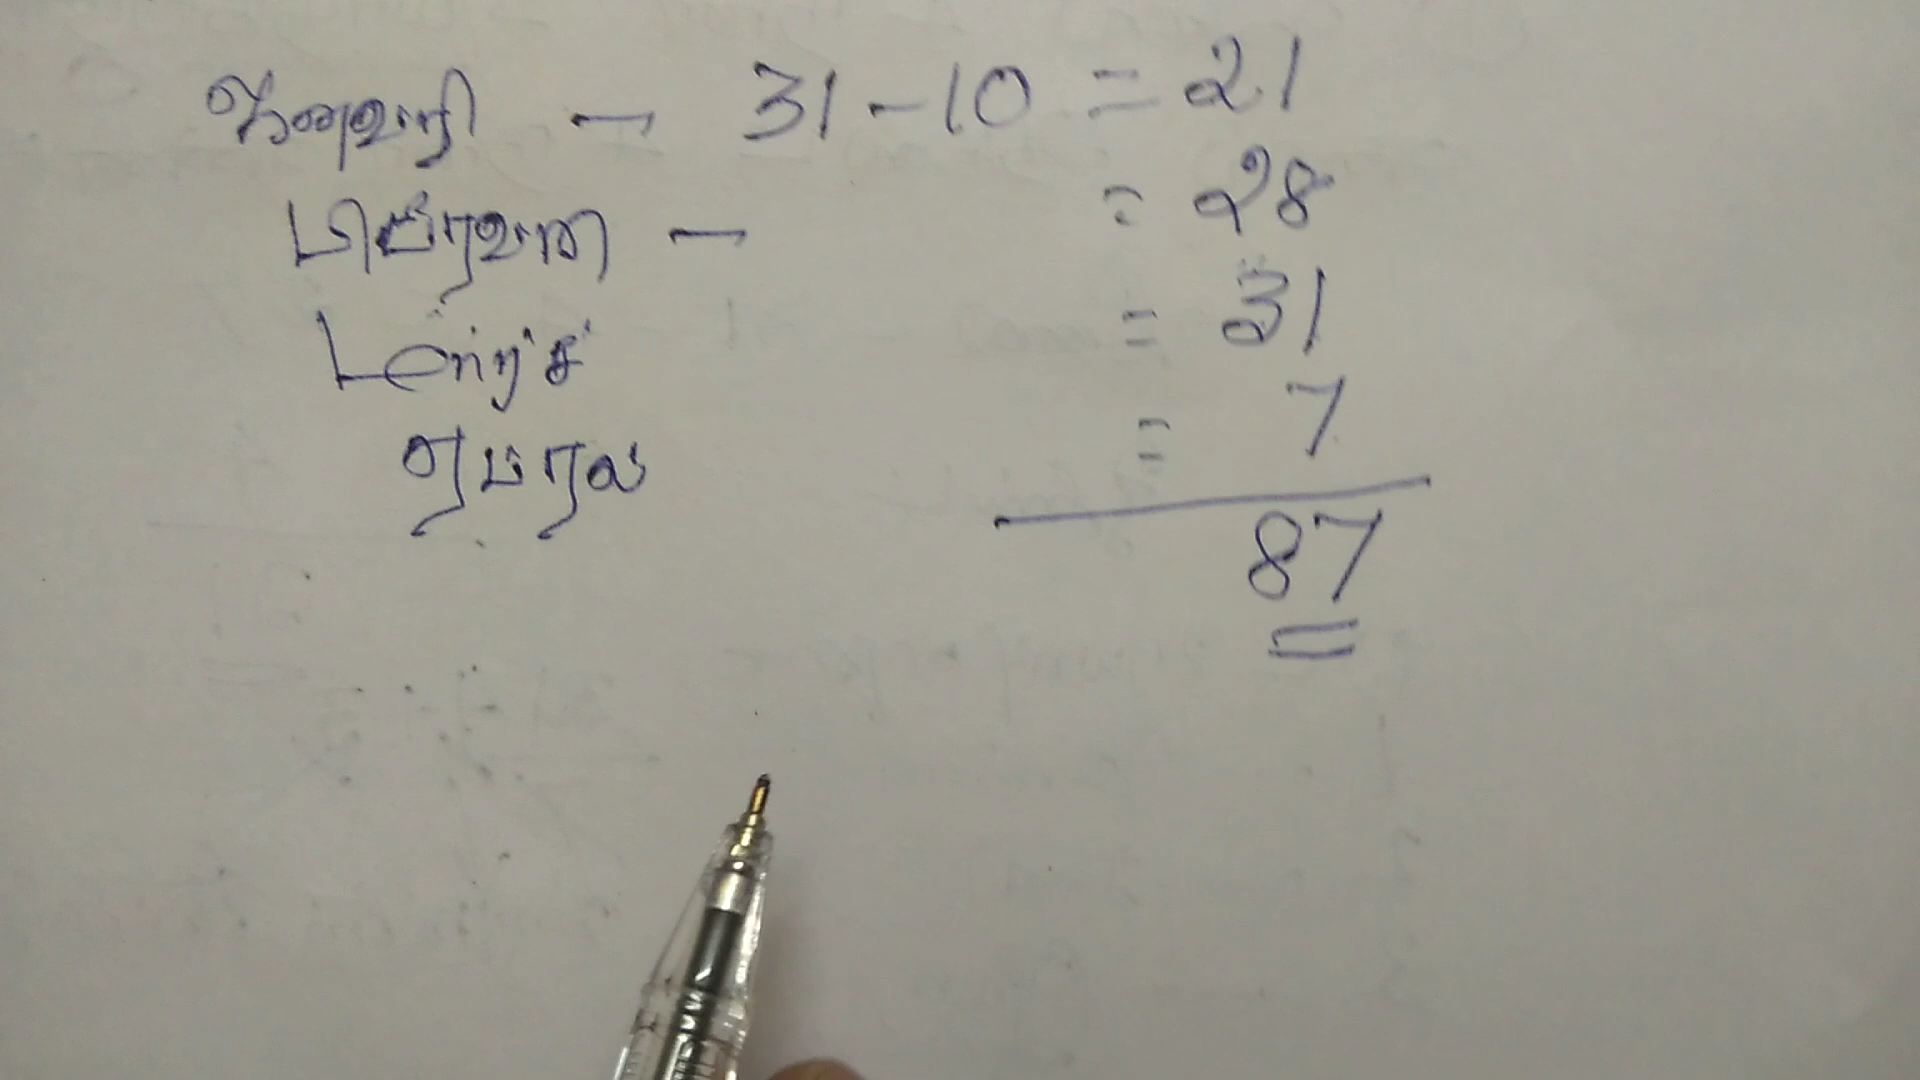 ஜனவரி — 31 - 10 = 21
பிப்ரவரி — = 28
மார்ச் = 31
ஏப்ரல் = 7
87